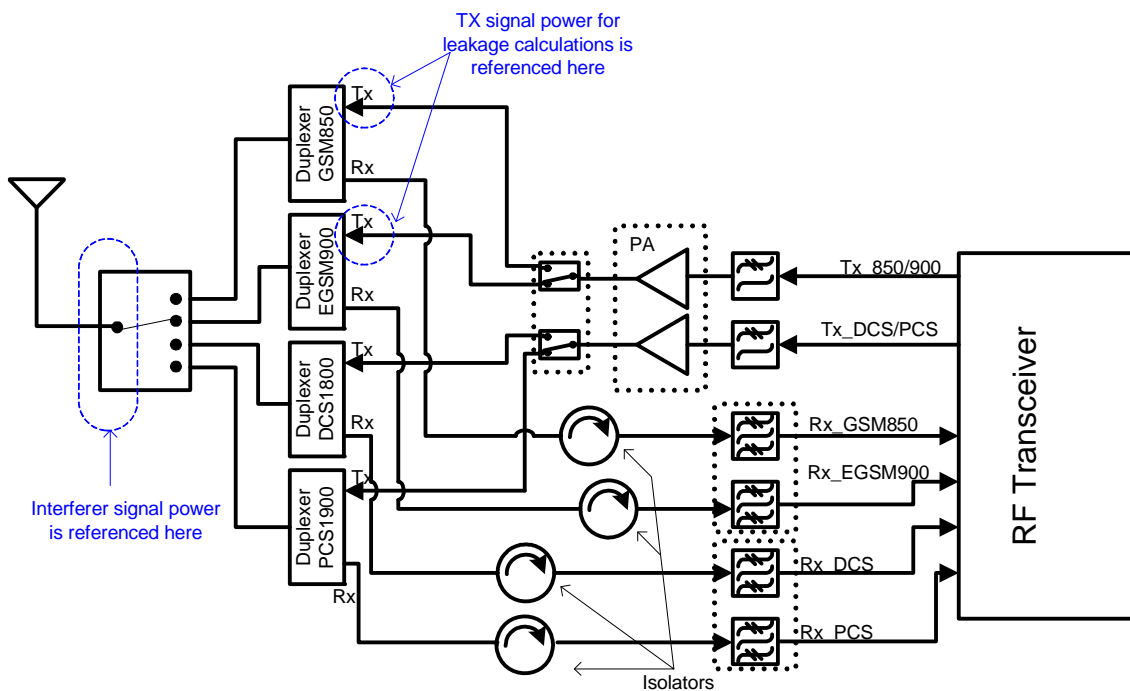 TX signal power for
leakage calculations is
referenced here
Duplexer
GSM850
Tx
Rx
Duplexer
EGSM900
Tx
Rx
PA
Tx_850/900
Tx_DCS/PCS
Duplexer
DCS1800
Tx
Rx
Rx_GSM850
Rx_EGSM900
Duplexer
PCS1900
Tx
Rx
Rx_DCS
Rx_PCS
RF Transceiver
Interferer signal power
is referenced here
Isolators